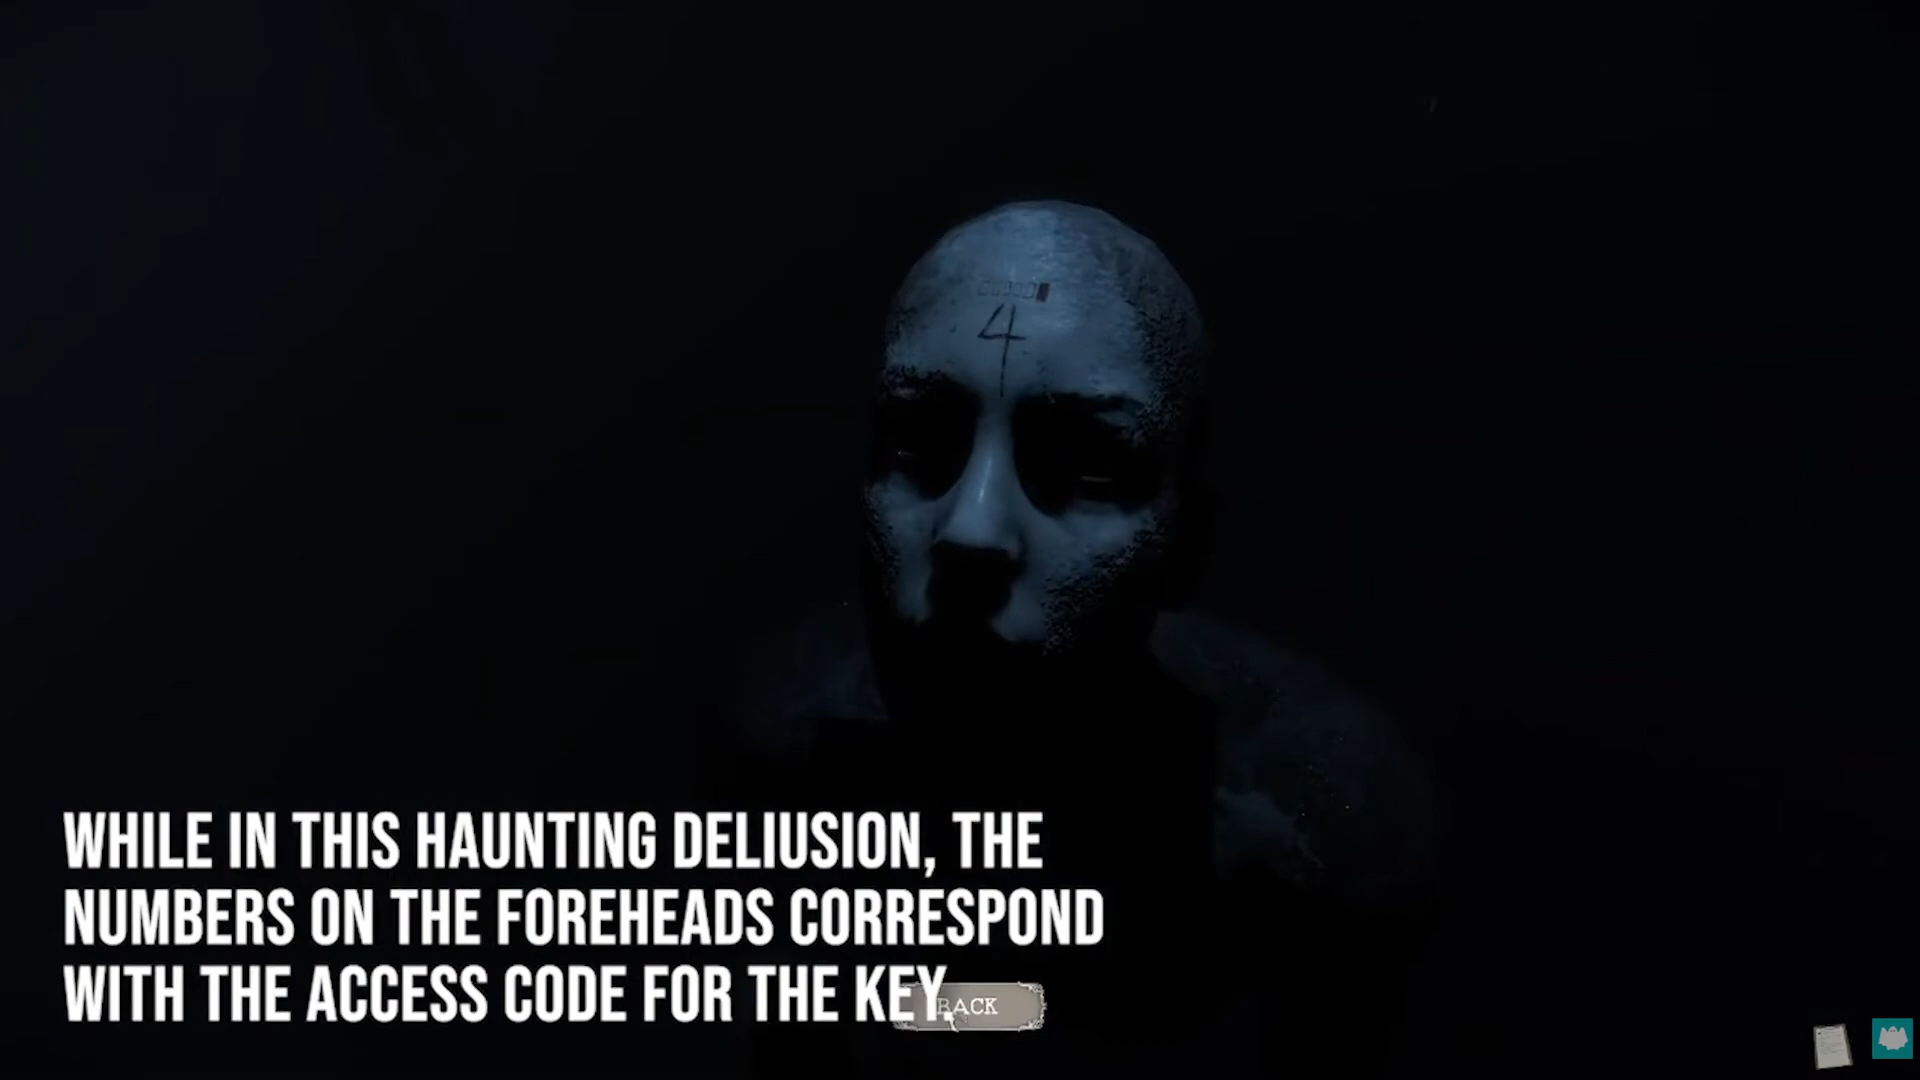 4
WHILE IN THIS HAUNTING DELIUSION, THE
NUMBERS ON THE FOREHEADS CORRESPOND
WITH THE ACCESS CODE FOR THE KEY.
BACK